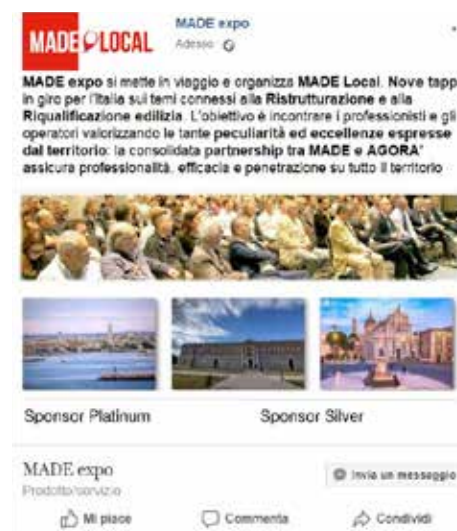 MADE LOCAL
MADE expo
Adesso
MADE expo si mette in viaggio e organizza MADE Local. Nove tapp
in giro per l'Italia sui temi connessi alla Ristrutturazione e alla
Riqualificazione edilizia. L'obiettivo è incontrare i professionisti e gli
operatori valorizzando le tante peculiarità ed eccellenze espresse
dal territorio: la consolidata partnership tra MADE e AGORA'
assicura professionalità, efficacia e penetrazione su tutto il territorio
Sponsor Platinum Sponsor Silver
MADE expo
Invia un messaggio
Prodotto/servizio
Mi piace Commenta Condividi